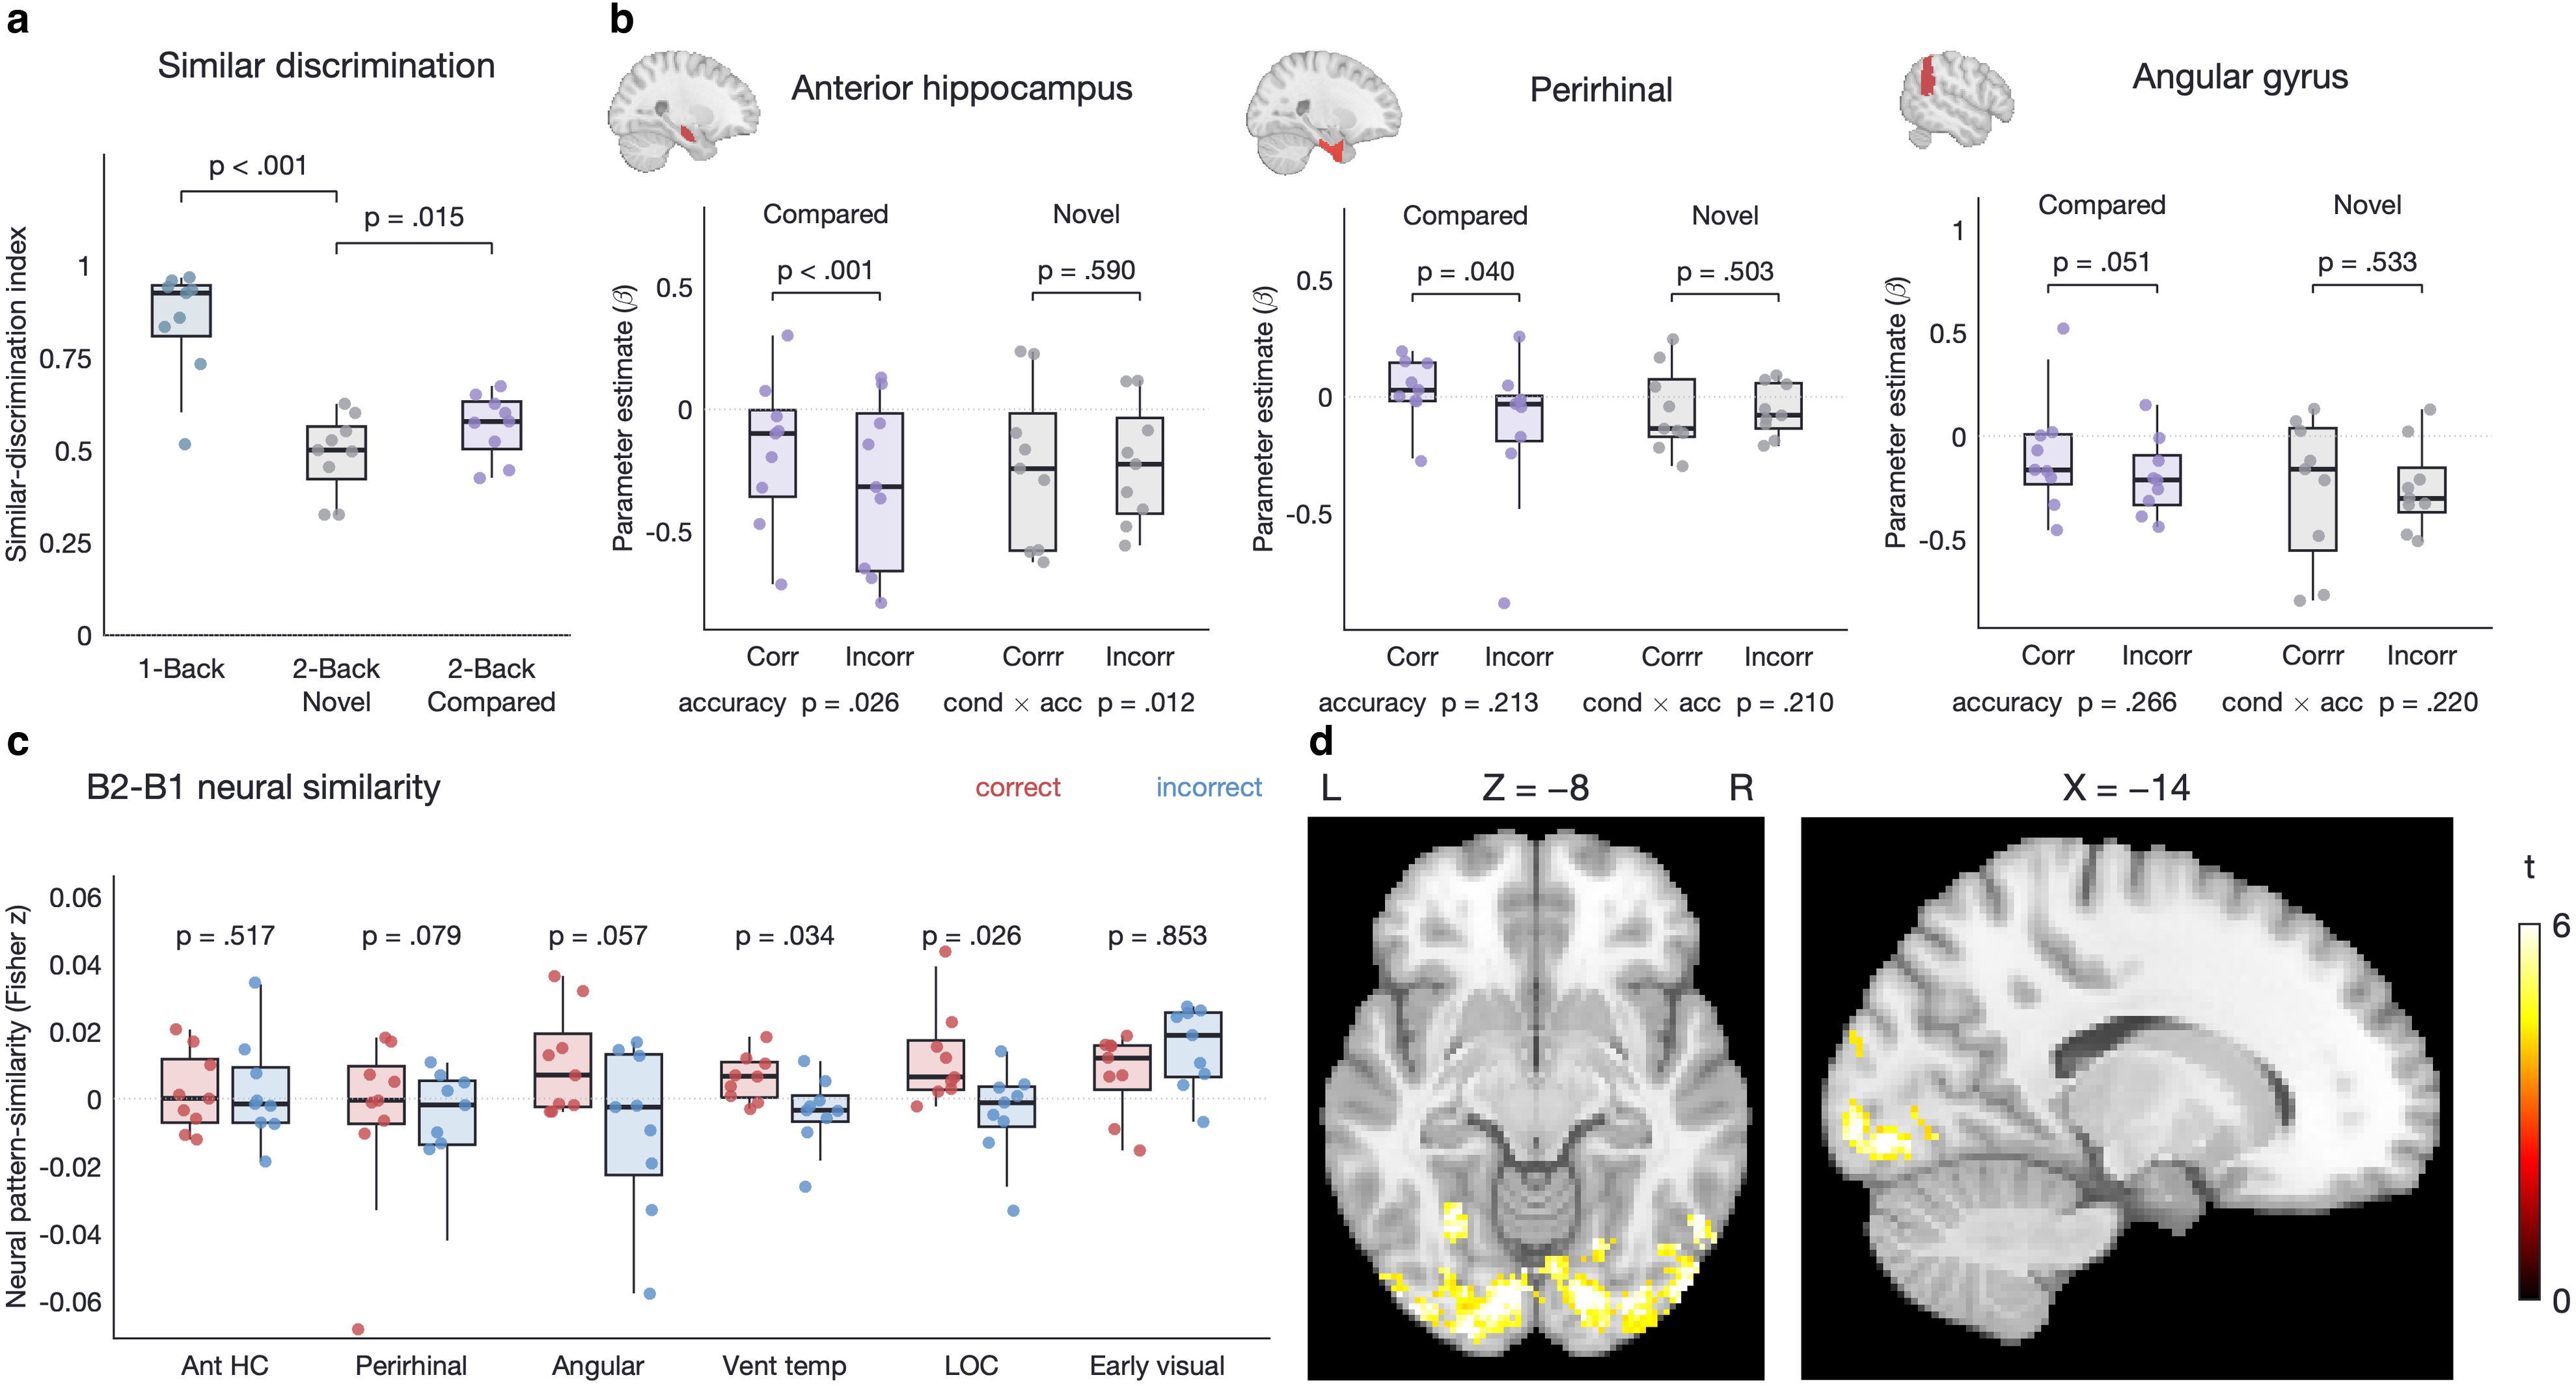 a
Similar discrimination
Similar-discrimination index
1
0.75
0.5
0.25
0
p < .001
p = .015
1-Back
2-Back
Novel
2-Back
Compared
b
Anterior hippocampus
Parameter estimate (β)
0.5
0
-0.5
Compared
Novel
p < .001
p = .590
Corr
Incorr
Corrr
Incorr
accuracy p = .026
cond × acc p = .012
Perirhinal
Parameter estimate (β)
0.5
0
-0.5
Compared
Novel
p = .040
p = .503
Corr
Incorr
Corrr
Incorr
accuracy p = .213
cond × acc p = .210
Angular gyrus
Parameter estimate (β)
1
0.5
0
-0.5
Compared
Novel
p = .051
p = .533
Corr
Incorr
Corrr
Incorr
accuracy p = .266
cond × acc p = .220
c
B2-B1 neural similarity
correct
incorrect
Neural pattern-similarity (Fisher z)
0.06
0.04
0.02
0
-0.02
-0.04
-0.06
p = .517
p = .079
p = .057
p = .034
p = .026
p = .853
Ant HC
Perirhinal
Angular
Vent temp
LOC
Early visual
d
L
Z = −8
R
X = −14
t
6
0